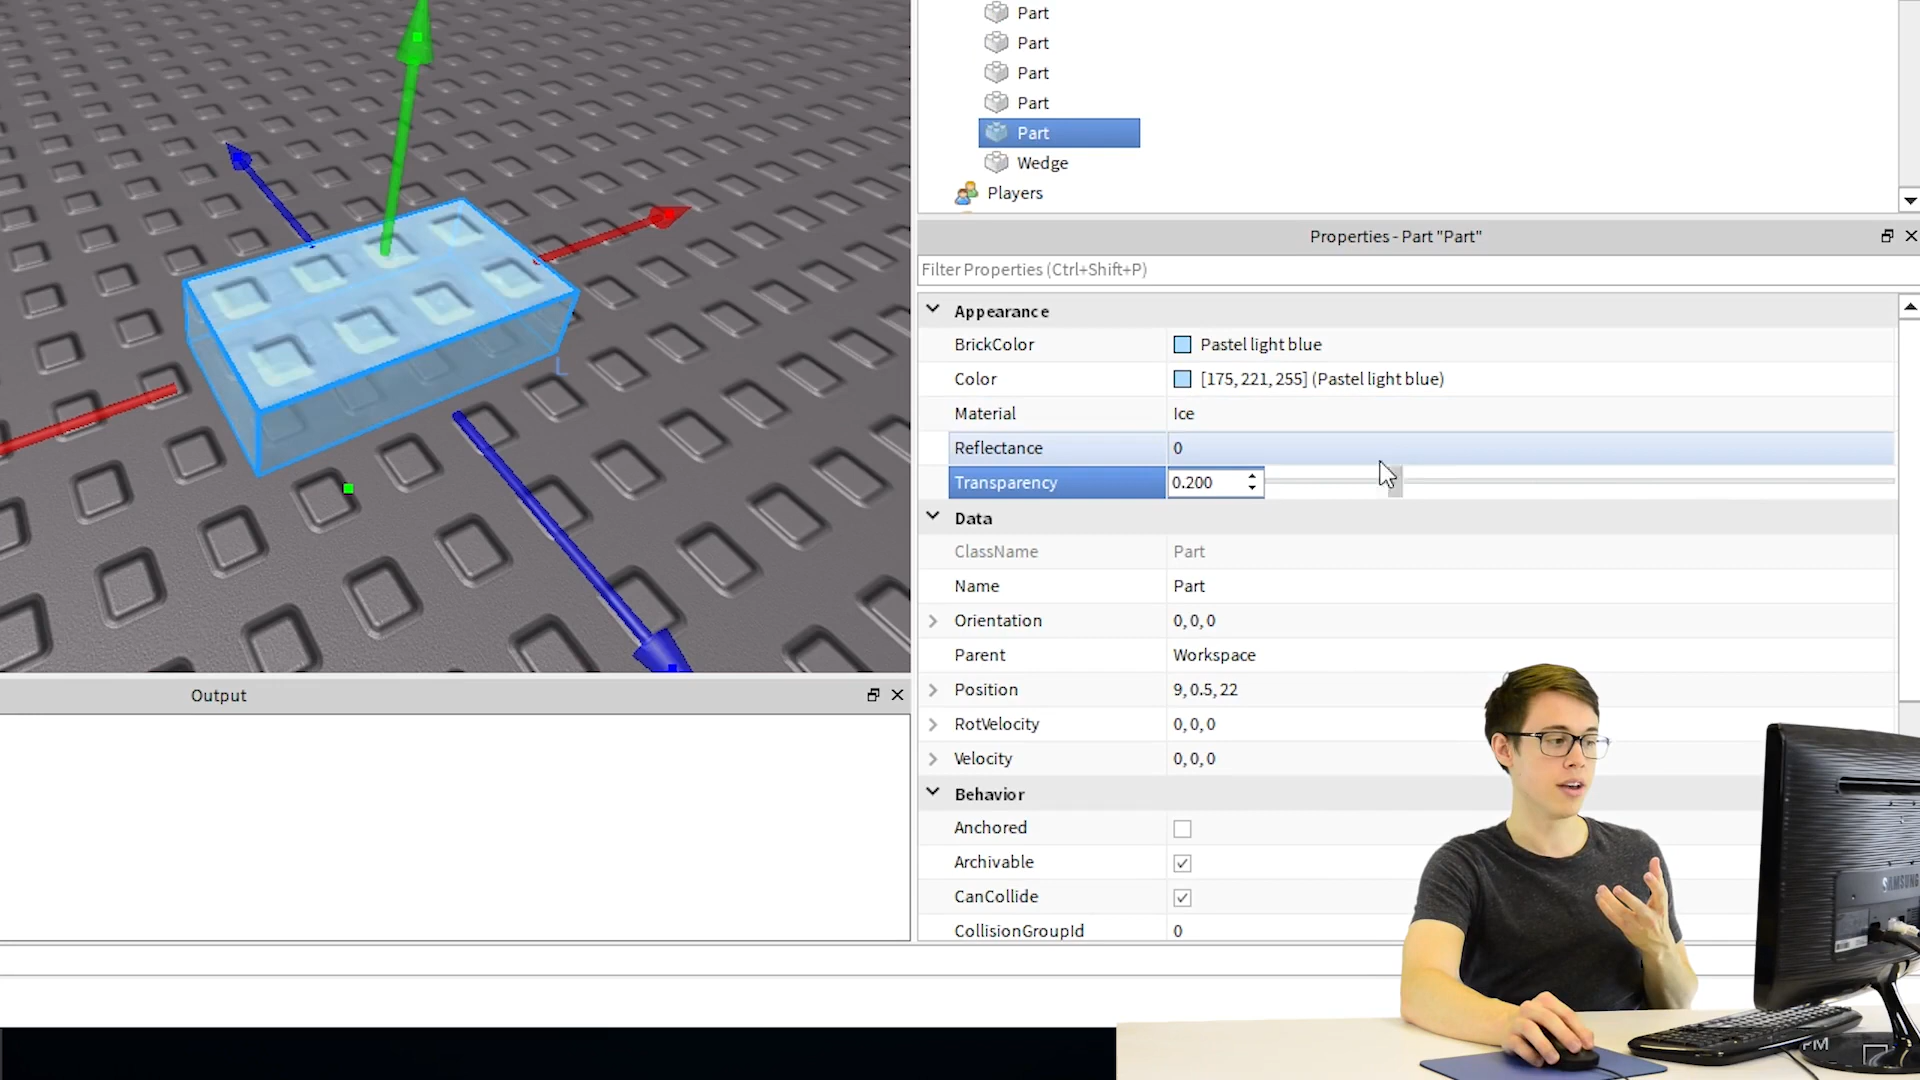 Part
Part
Part
Part
Part
Wedge
Players
Properties - Part "Part"
Filter Properties (Ctrl+Shift+P)
Appearance
BrickColor Pastel light blue
Color [175, 221, 255] (Pastel light blue)
Material Ice
Reflectance 0
Transparency 0.200
Data
ClassName Part
Name Part
Orientation 0, 0, 0
Parent Workspace
Position 9, 0.5, 22
RotVelocity 0, 0, 0
Velocity 0, 0, 0
Behavior
Anchored
Archivable
CanCollide
CollisionGroupId 0
Output
L
SAMSUNG
PM